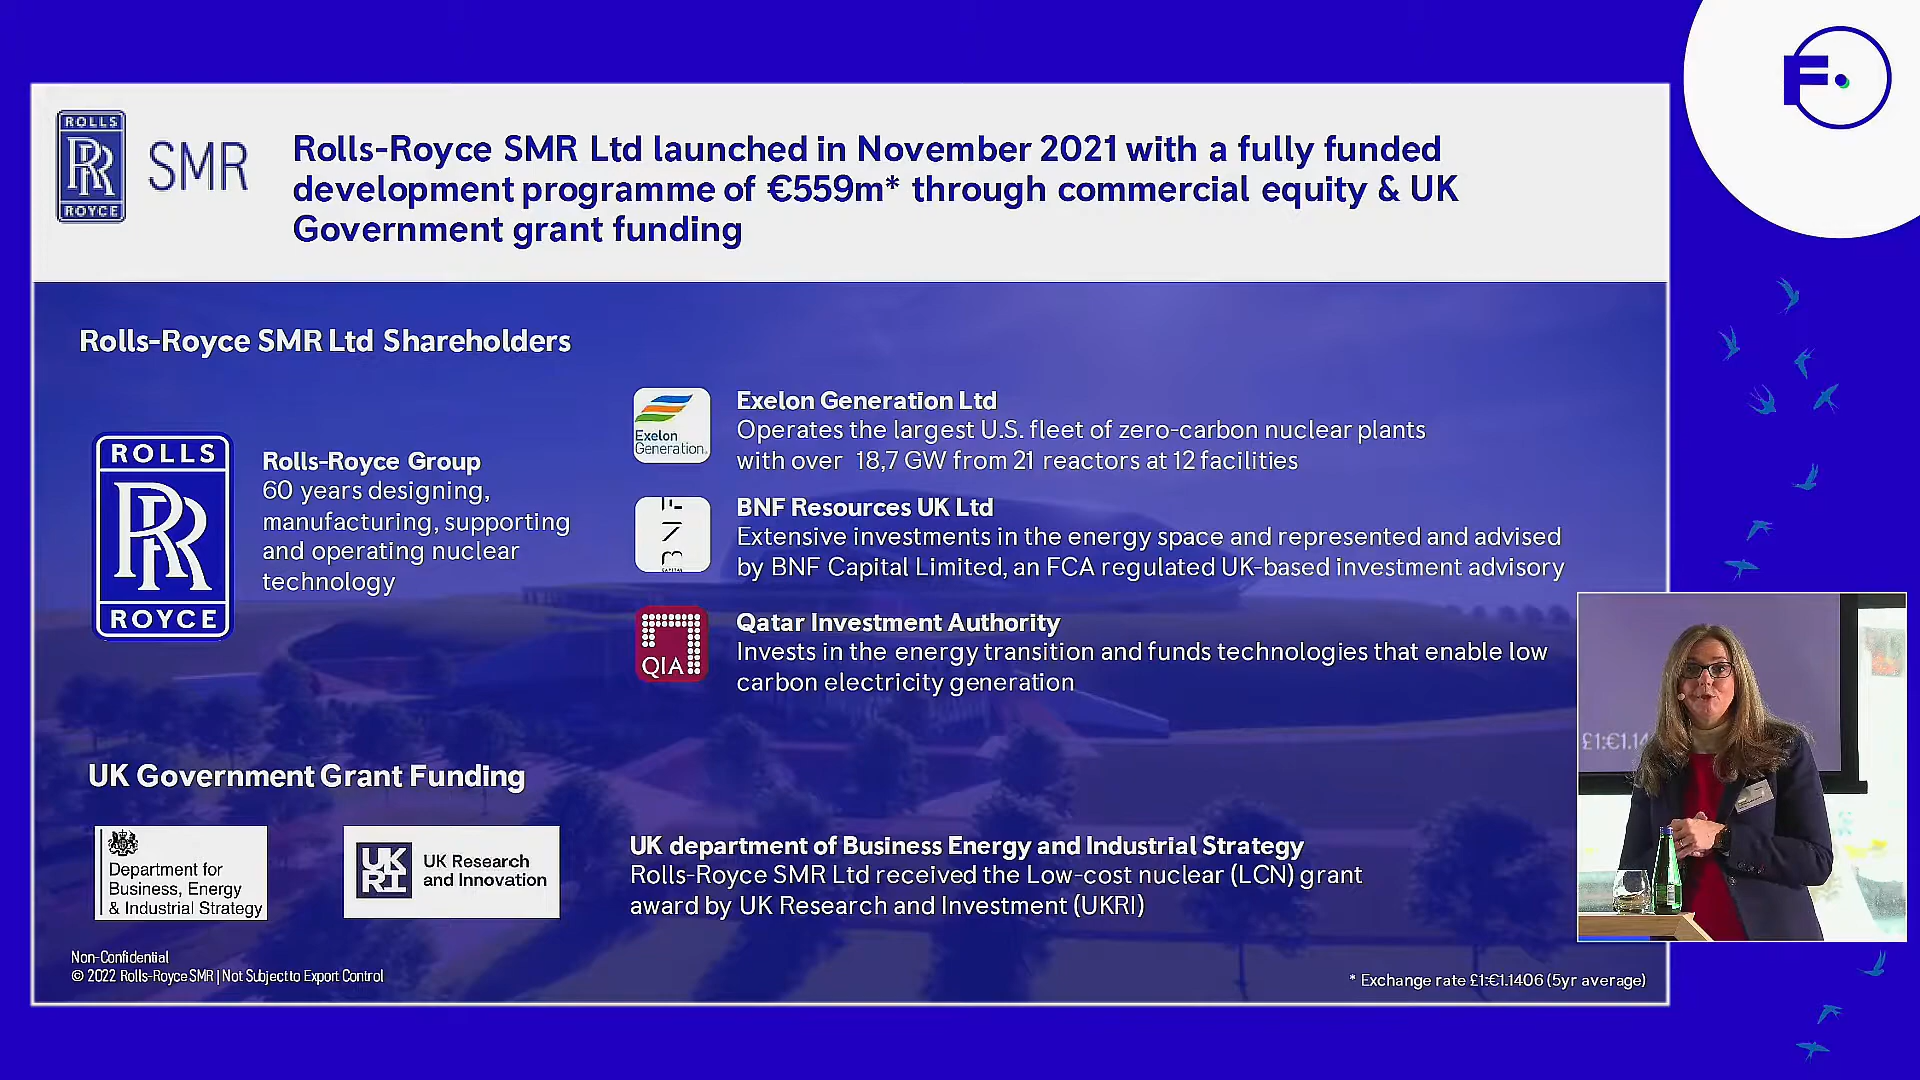 F
ROLLS
RR
ROYCE
SMR
Rolls-Royce SMR Ltd launched in November 2021 with a fully funded
development programme of €559m* through commercial equity & UK
Government grant funding
Rolls-Royce SMR Ltd Shareholders
ROLLS
RR
ROYCE
Rolls-Royce Group
60 years designing,
manufacturing, supporting
and operating nuclear
technology
Exelon
Generation.
Exelon Generation Ltd
Operates the largest U.S. fleet of zero-carbon nuclear plants
with over 18,7 GW from 21 reactors at 12 facilities
BNF Resources UK Ltd
Extensive investments in the energy space and represented and advised
by BNF Capital Limited, an FCA regulated UK-based investment advisory
QIA
Qatar Investment Authority
Invests in the energy transition and funds technologies that enable low
carbon electricity generation
£1:€1.14
UK Government Grant Funding
Department for
Business, Energy
& Industrial Strategy
UK
RI
UK Research
and Innovation
UK department of Business Energy and Industrial Strategy
Rolls-Royce SMR Ltd received the Low-cost nuclear (LCN) grant
award by UK Research and Investment (UKRI)
Non-Confidential
© 2022 Rolls-Royce SMR | Not Subject to Export Control
* Exchange rate £1:€1.1406 (5yr average)